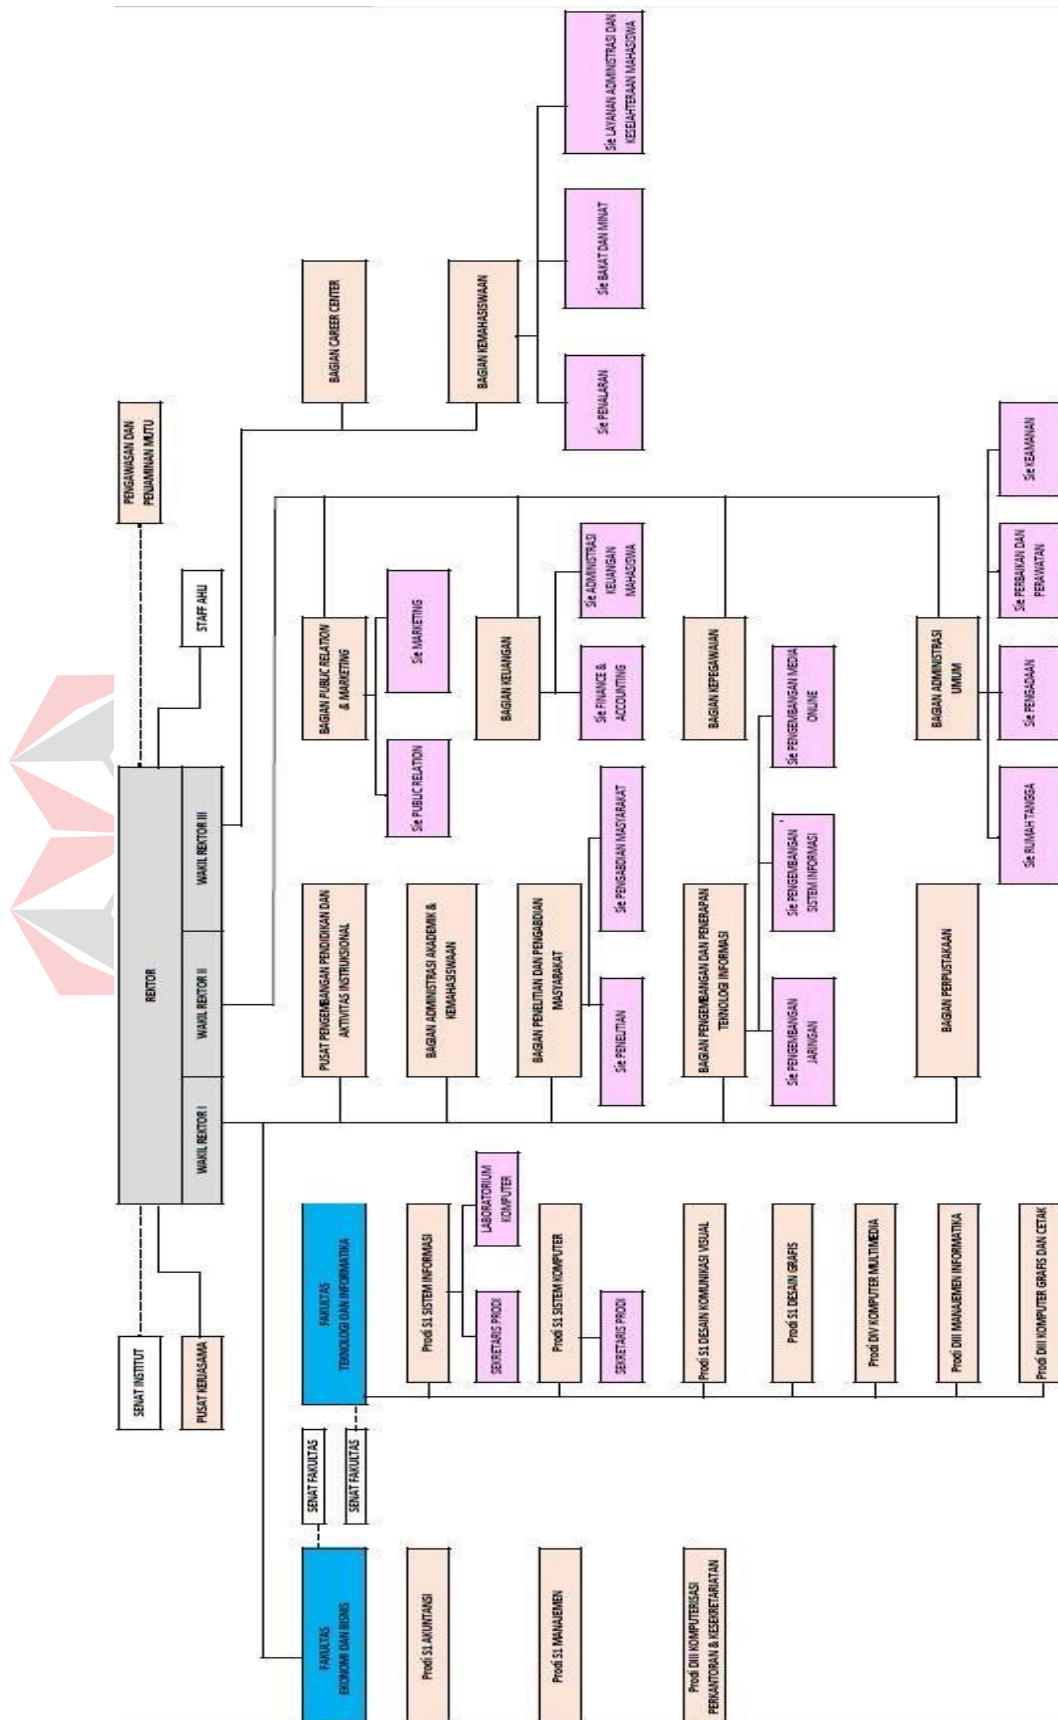 REKTOR
WAKIL REKTOR I
WAKIL REKTOR II
WAKIL REKTOR III
SENAT INSTITUT
PUSAT KERJASAMA
PENGAWASAN DAN
PENJAMINAN MUTU
STAFF AHLI
FAKULTAS
EKONOMI DAN BISNIS
SENAT FAKULTAS
SENAT FAKULTAS
FAKULTAS
TEKNOLOGI DAN INFORMATIKA
Prodi S1 AKUNTANSI
Prodi S1 MANAJEMEN
Prodi DIII KOMPUTERISASI
PERKANTORAN & KESEKRETARIATAN
Prodi S1 SISTEM INFORMASI
SEKRETARIS PRODI
LABORATORIUM
KOMPUTER
Prodi S1 SISTEM KOMPUTER
SEKRETARIS PRODI
Prodi S1 DESAIN KOMUNIKASI VISUAL
Prodi S1 DESAIN GRAFIS
Prodi DIV KOMPUTER MULTIMEDIA
Prodi DIII MANAJEMEN INFORMATIKA
Prodi DIII KOMPUTER GRAFIS DAN CETAK
PUSAT PENGEMBANGAN PENDIDIKAN DAN
AKTIVITAS INSTRUKSIONAL
BAGIAN ADMINISTRASI AKADEMIK &
KEMAHASISWAAN
BAGIAN PENELITIAN DAN PENGABDIAN
MASYARAKAT
Sie PENELITIAN
Sie PENGABDIAN MASYARAKAT
BAGIAN PENGEMBANGAN DAN PENERAPAN
TEKNOLOGI INFORMASI
Sie PENGEMBANGAN
JARINGAN
Sie PENGEMBANGAN
SISTEM INFORMASI
Sie PENGEMBANGAN MEDIA
ONLINE
BAGIAN PERPUSTAKAAN
BAGIAN PUBLIC RELATION
& MARKETING
Sie PUBLIC RELATION
Sie MARKETING
BAGIAN KEUANGAN
Sie FINANCE &
ACCOUNTING
Sie ADMINISTRASI
KEUANGAN
MAHASISWA
BAGIAN KEPEGAWAIAN
BAGIAN ADMINISTRASI
UMUM
Sie RUMAH TANGGA
Sie PENGADAAN
Sie PERBAIKAN DAN
PERAWATAN
Sie KEAMANAN
BAGIAN CAREER CENTER
BAGIAN KEMAHASISWAAN
Sie PENALARAN
Sie BAKAT DAN MINAT
Sie LAYANAN ADMINISTRASI DAN
KESEJAHTERAAN MAHASISWA